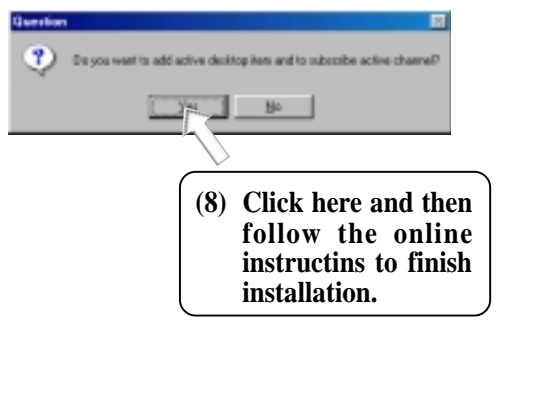 Question
Do you want to add active desktop item and to subscribe active channel?
Yes
No
(8) Click here and then
follow the online
instructins to finish
installation.